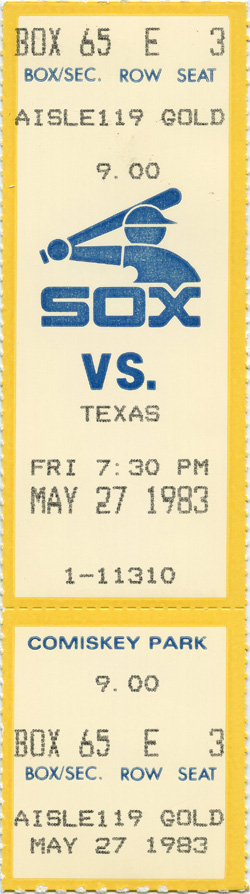 BOX 65 E 3
BOX/SEC. ROW SEAT
AISLE119 GOLD
9.00
SOX
VS.
TEXAS
FRI 7:30 PM
MAY 27 1983
1-11310
COMISKEY PARK
9.00
BOX 65 E 3
BOX/SEC. ROW SEAT
AISLE119 GOLD
MAY 27 1983